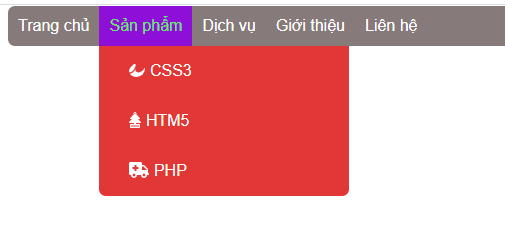 Trang chủ Sản phẩm Dịch vụ Giới thiệu Liên hệ
CSS3
HTM5
PHP